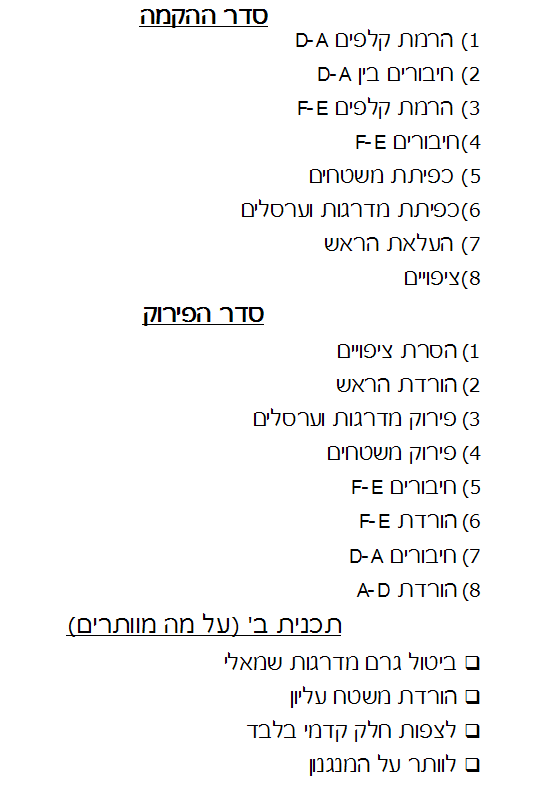 סדר ההקמה
1) הרמת קלפים D-A
2) חיבורים בין D-A
3) הרמת קלפים F-E
4)חיבורים F-E
5) כפיתת משטחים
6)כפיתת מדרגות וערסלים
7) העלאת הראש
8)ציפויים
סדר הפירוק
1) הסרת ציפויים
2) הורדת הראש
3) פירוק מדרגות וערסלים
4) פירוק משטחים
5) חיבורים F-E
6) הורדת F-E
7) חיבורים D-A
8) הורדת A-D
תכנית ב' (על מה מוותרים)
❑ ביטול גרם מדרגות שמאלי
❑ הורדת משטח עליון
❑ לצפות חלק קדמי בלבד
❑ לוותר על המנגנון